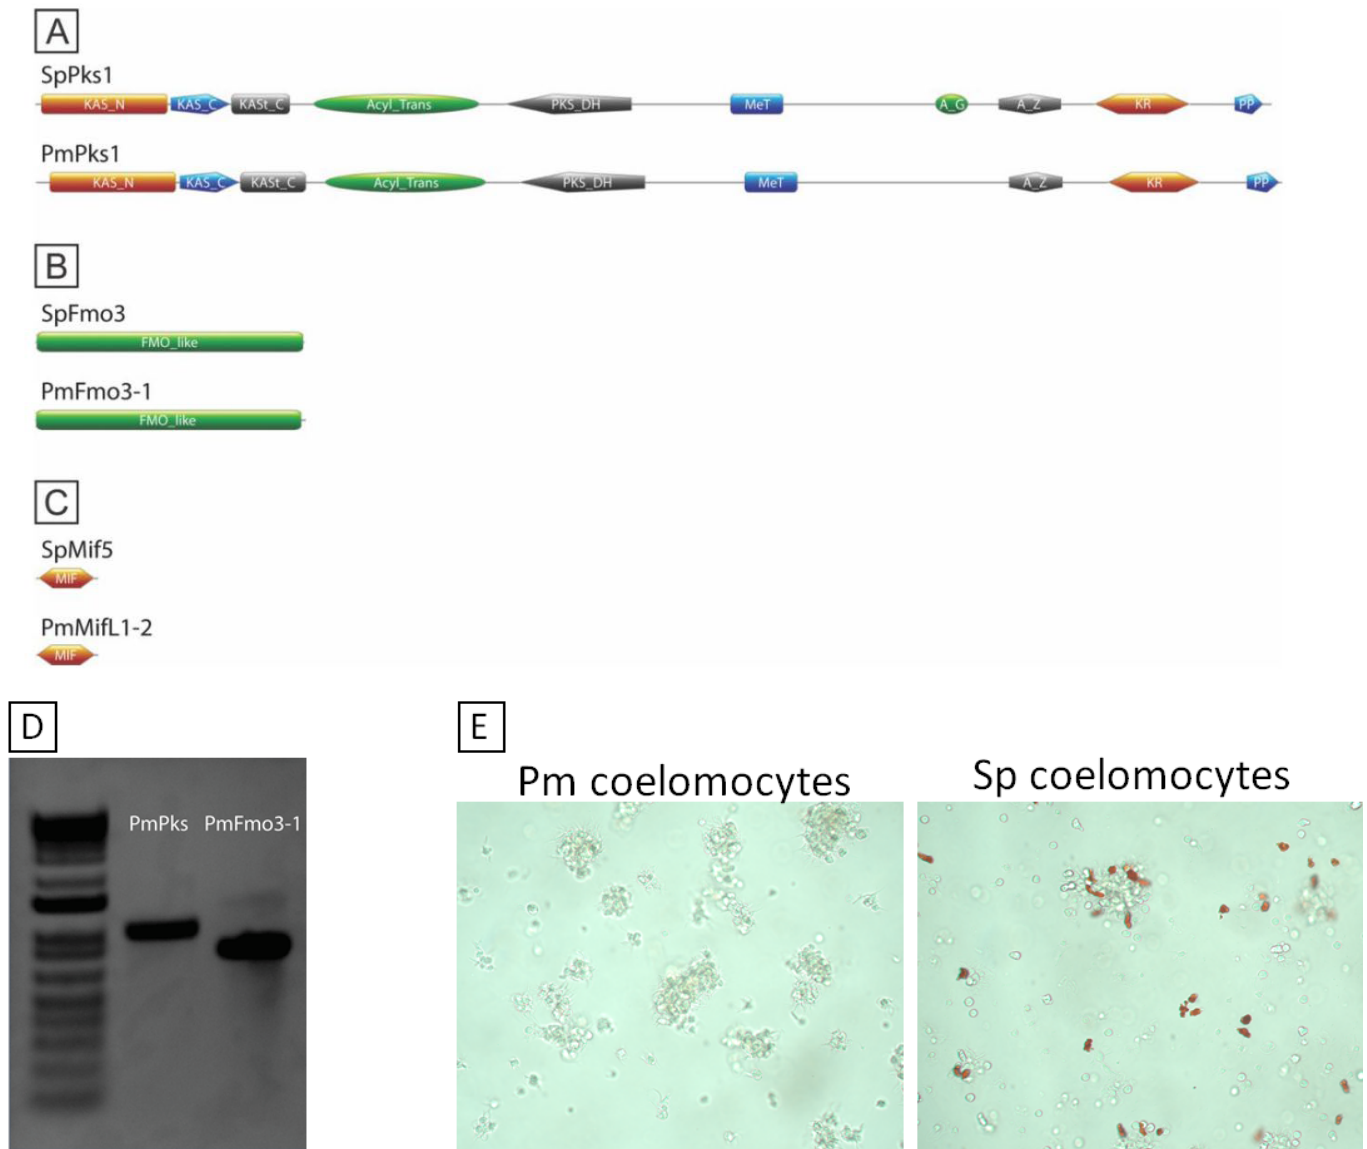 A
SpPks1
KAS_N KAS_C KASt_C Acyl_Trans PKS_DH MeT A_G A_Z KR PP
PmPks1
KAS_N KAS_C KASt_C Acyl_Trans PKS_DH MeT A_Z KR PP
B
SpFmo3
FMO_like
PmFmo3-1
FMO_like
C
SpMif5
MIF
PmMifL1-2
MIF
D
PmPks PmFmo3-1
E
Pm coelomocytes
Sp coelomocytes